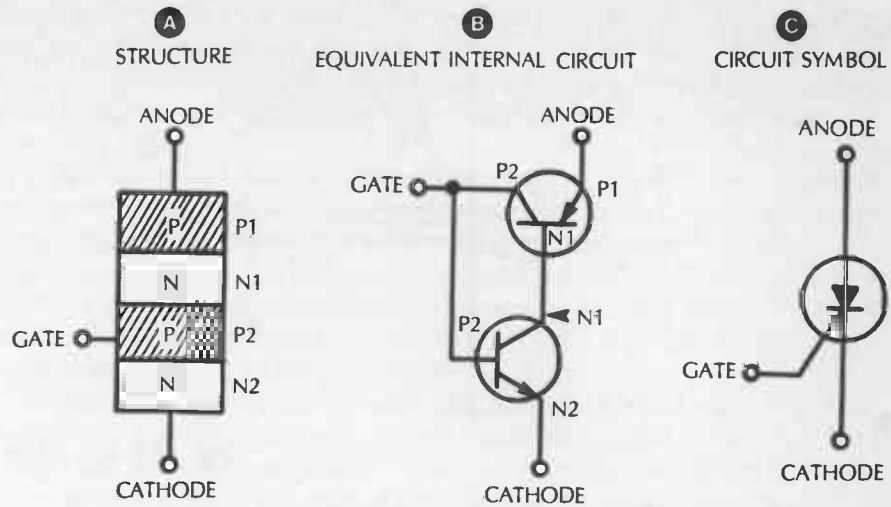 A
STRUCTURE
ANODE
P P1
N N1
GATE P P2
N N2
CATHODE
B
EQUIVALENT INTERNAL CIRCUIT
ANODE
P2
GATE P1
N1
P2 N1
N2
CATHODE
C
CIRCUIT SYMBOL
ANODE
GATE
CATHODE